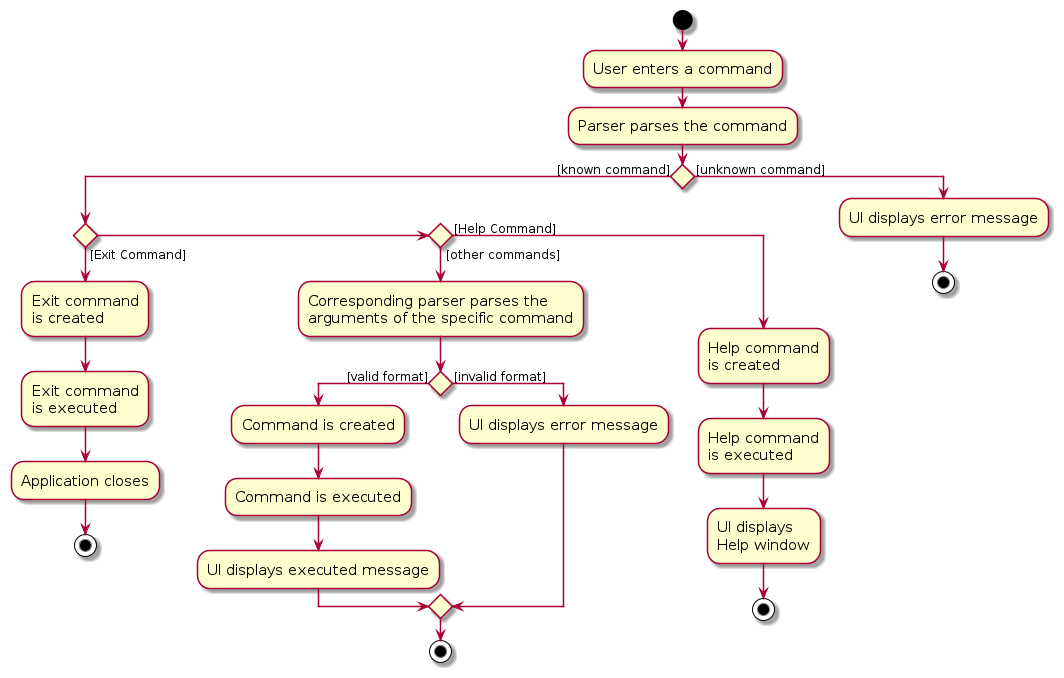 User enters a command
Parser parses the command
[known command]
[unknown command]
UI displays error message
[Exit Command]
[Help Command]
[other commands]
Exit command
is created
Exit command
is executed
Application closes
Corresponding parser parses the
arguments of the specific command
[valid format]
[invalid format]
Command is created
Command is executed
UI displays executed message
UI displays error message
Help command
is created
Help command
is executed
UI displays
Help window